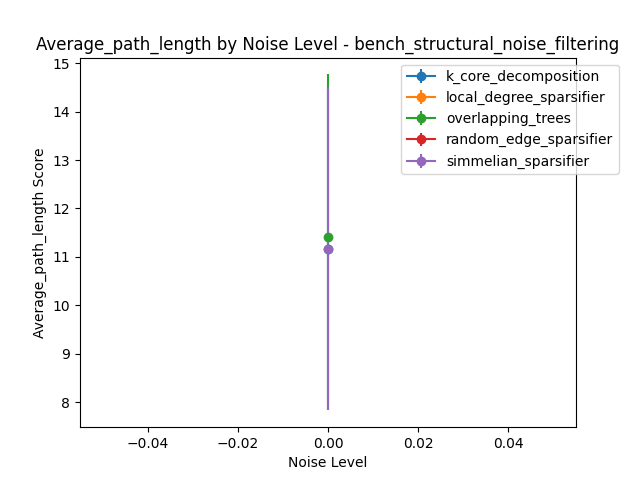 Average_path_length by Noise Level - bench_structural_noise_filtering
15
14
13
12
11
10
9
8
Average_path_length Score
k_core_decomposition
local_degree_sparsifier
overlapping_trees
random_edge_sparsifier
simmelian_sparsifier
−0.04
−0.02
0.00
0.02
0.04
Noise Level